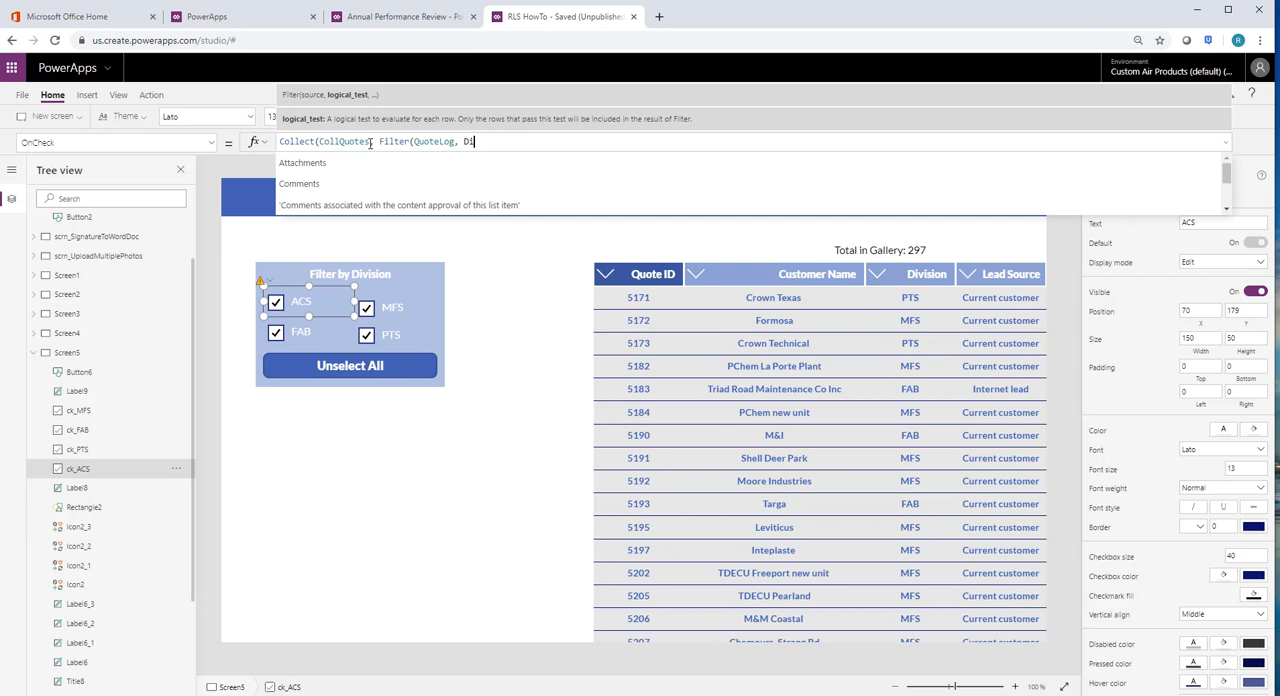 Microsoft Office Home
PowerApps
Annual Performance Review - Po
RLS HowTo - Saved (Unpublished
us.create.powerapps.com/studio/#
R
PowerApps
Environment
Custom Air Products (default) (...
File Home Insert View Action
Filter(source, logical_test, ...)
New screen Theme Lato 13
logical_test: A logical test to evaluate for each row. Only the rows that pass this test will be included in the result of Filter.
OnCheck = fx Collect(CollQuotes, Filter(QuoteLog, Di
Attachments
Comments
'Comments associated with the content approval of this list item'
Tree view
Search
Button2
scrn_SignatureToWordDoc
scrn_UploadMultiplePhotos
Screen1
Screen2
Screen3
Screen4
Screen5
Button6
Label9
ck_MFS
ck_FAB
ck_PTS
ck_ACS
Label8
Rectangle2
Icon2_3
Icon2_2
Icon2_1
Icon2
Label6_3
Label6_2
Label6_1
Label6
Title8
Filter by Division
ACS MFS
FAB PTS
Unselect All
Total in Gallery: 297
Quote ID Customer Name Division Lead Source
5171 Crown Texas PTS Current customer
5172 Formosa MFS Current customer
5173 Crown Technical PTS Current customer
5182 PChem La Porte Plant MFS Current customer
5183 Triad Road Maintenance Co Inc FAB Internet lead
5184 PChem new unit MFS Current customer
5190 M&I FAB Current customer
5191 Shell Deer Park MFS Current customer
5192 Moore Industries MFS Current customer
5193 Targa FAB Current customer
5195 Leviticus MFS Current customer
5197 Inteplaste MFS Current customer
5202 TDECU Freeport new unit MFS Current customer
5205 TDECU Pearland MFS Current customer
5206 M&M Coastal MFS Current customer
Text ACS
Default On
Display mode Edit
Visible On
Position 70 179
X Y
Size 150 50
Width Height
Padding 0 0
Top Bottom
0 0
Left Right
Color A
Font Lato
Font size 13
Font weight Normal
Font style / U
Border 0
Checkbox size 40
Checkbox color
Checkmark fill
Vertical align Middle
Disabled color A
Pressed color A
Hover color A
Screen5 ck_ACS
100 %